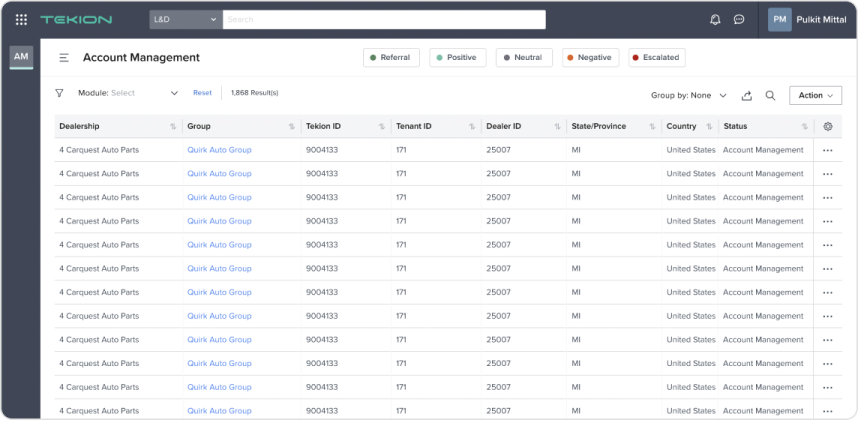 TEKION L&D Search PM Pulkit Mittal
AM Account Management Referral Positive Neutral Negative Escalated
Module: Select Reset 1,868 Result(s) Group by: None Action
Dealership Group Tekion ID Tenant ID Dealer ID State/Province Country Status
4 Carquest Auto Parts Quirk Auto Group 9004133 171 25007 MI United States Account Management
4 Carquest Auto Parts Quirk Auto Group 9004133 171 25007 MI United States Account Management
4 Carquest Auto Parts Quirk Auto Group 9004133 171 25007 MI United States Account Management
4 Carquest Auto Parts Quirk Auto Group 9004133 171 25007 MI United States Account Management
4 Carquest Auto Parts Quirk Auto Group 9004133 171 25007 MI United States Account Management
4 Carquest Auto Parts Quirk Auto Group 9004133 171 25007 MI United States Account Management
4 Carquest Auto Parts Quirk Auto Group 9004133 171 25007 MI United States Account Management
4 Carquest Auto Parts Quirk Auto Group 9004133 171 25007 MI United States Account Management
4 Carquest Auto Parts Quirk Auto Group 9004133 171 25007 MI United States Account Management
4 Carquest Auto Parts Quirk Auto Group 9004133 171 25007 MI United States Account Management
4 Carquest Auto Parts Quirk Auto Group 9004133 171 25007 MI United States Account Management
4 Carquest Auto Parts Quirk Auto Group 9004133 171 25007 MI United States Account Management